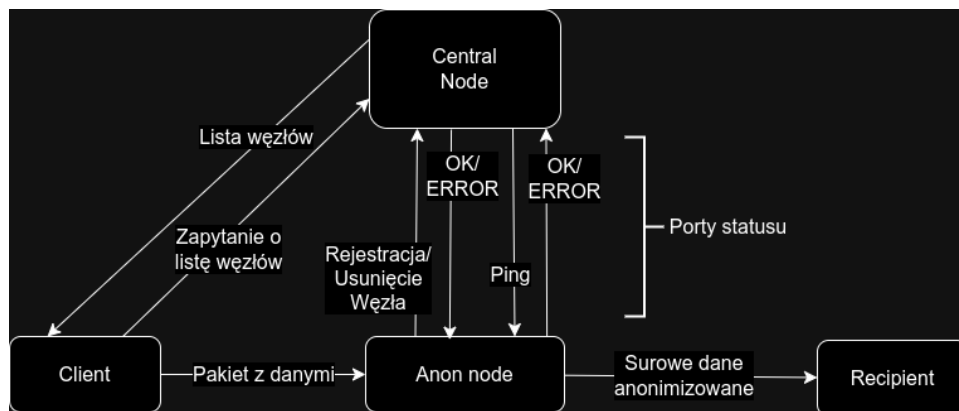 Central
Node
Lista węzłów
OK/
ERROR
OK/
ERROR
Zapytanie o
listę węzłów
Rejestracja/
Usunięcie
Węzła
Ping
Porty statusu
Client
Pakiet z danymi
Anon node
Surowe dane
anonimizowane
Recipient